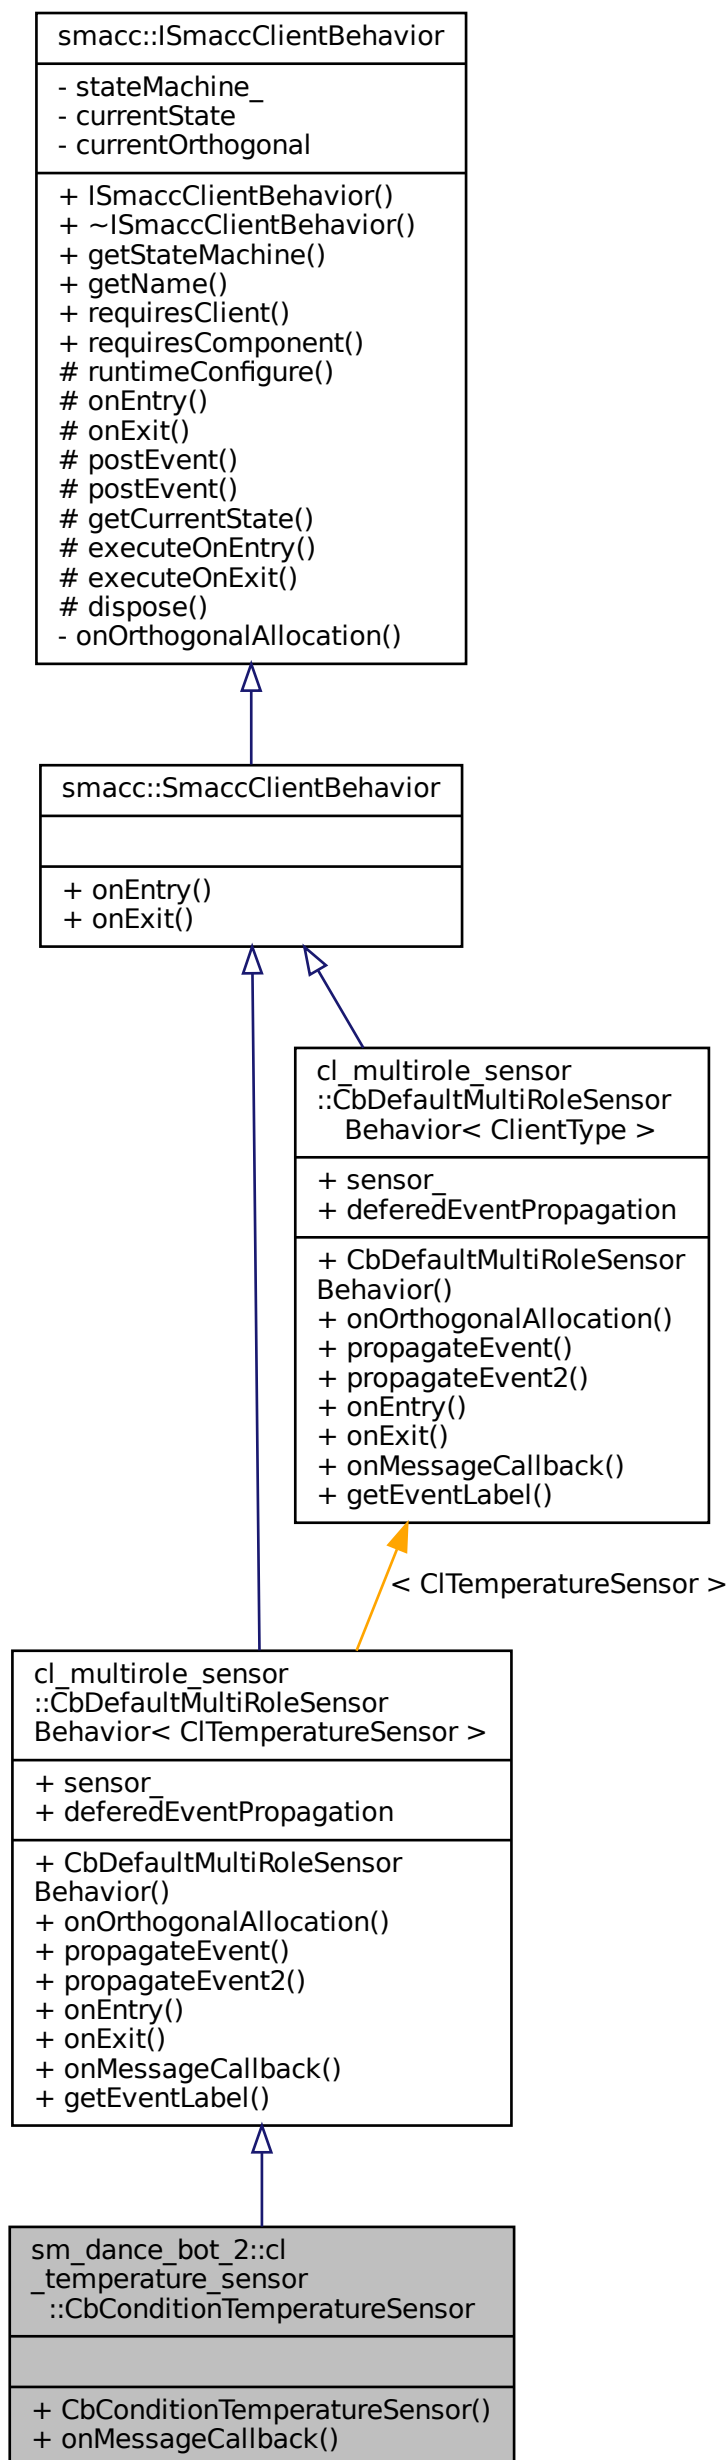 smacc::ISmaccClientBehavior
- stateMachine_
- currentState
- currentOrthogonal
+ ISmaccClientBehavior()
+ ~ISmaccClientBehavior()
+ getStateMachine()
+ getName()
+ requiresClient()
+ requiresComponent()
# runtimeConfigure()
# onEntry()
# onExit()
# postEvent()
# postEvent()
# getCurrentState()
# executeOnEntry()
# executeOnExit()
# dispose()
- onOrthogonalAllocation()
smacc::SmaccClientBehavior
+ onEntry()
+ onExit()
cl_multirole_sensor
::CbDefaultMultiRoleSensor
Behavior< ClientType >
+ sensor_
+ deferedEventPropagation
+ CbDefaultMultiRoleSensor
Behavior()
+ onOrthogonalAllocation()
+ propagateEvent()
+ propagateEvent2()
+ onEntry()
+ onExit()
+ onMessageCallback()
+ getEventLabel()
< ClTemperatureSensor >
cl_multirole_sensor
::CbDefaultMultiRoleSensor
Behavior< ClTemperatureSensor >
+ sensor_
+ deferedEventPropagation
+ CbDefaultMultiRoleSensor
Behavior()
+ onOrthogonalAllocation()
+ propagateEvent()
+ propagateEvent2()
+ onEntry()
+ onExit()
+ onMessageCallback()
+ getEventLabel()
sm_dance_bot_2::cl
_temperature_sensor
::CbConditionTemperatureSensor
+ CbConditionTemperatureSensor()
+ onMessageCallback()